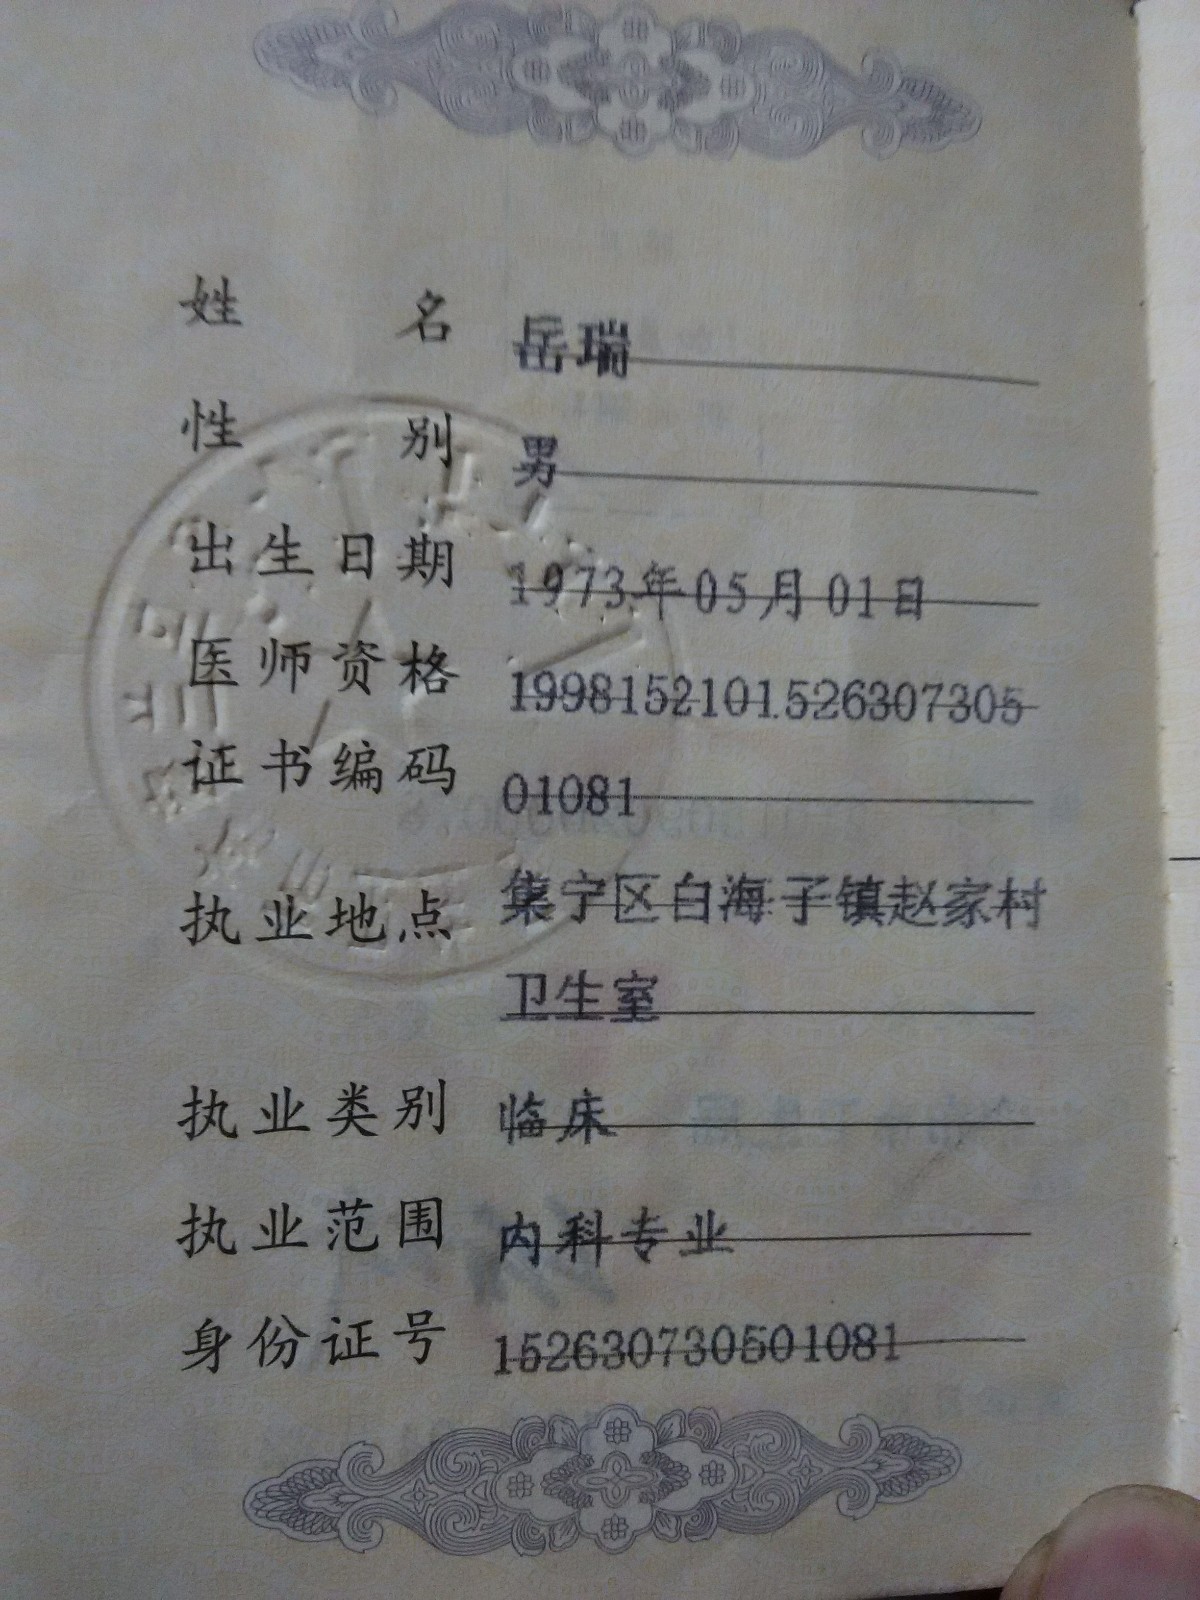 姓名 岳瑞
性别 男
出生日期 1973年05月01日
医师资格 1998152101526307305
证书编码 01081
执业地点 集宁区白海子镇赵家村
卫生室
执业类别 临床
执业范围 内科专业
身份证号 152630730501081